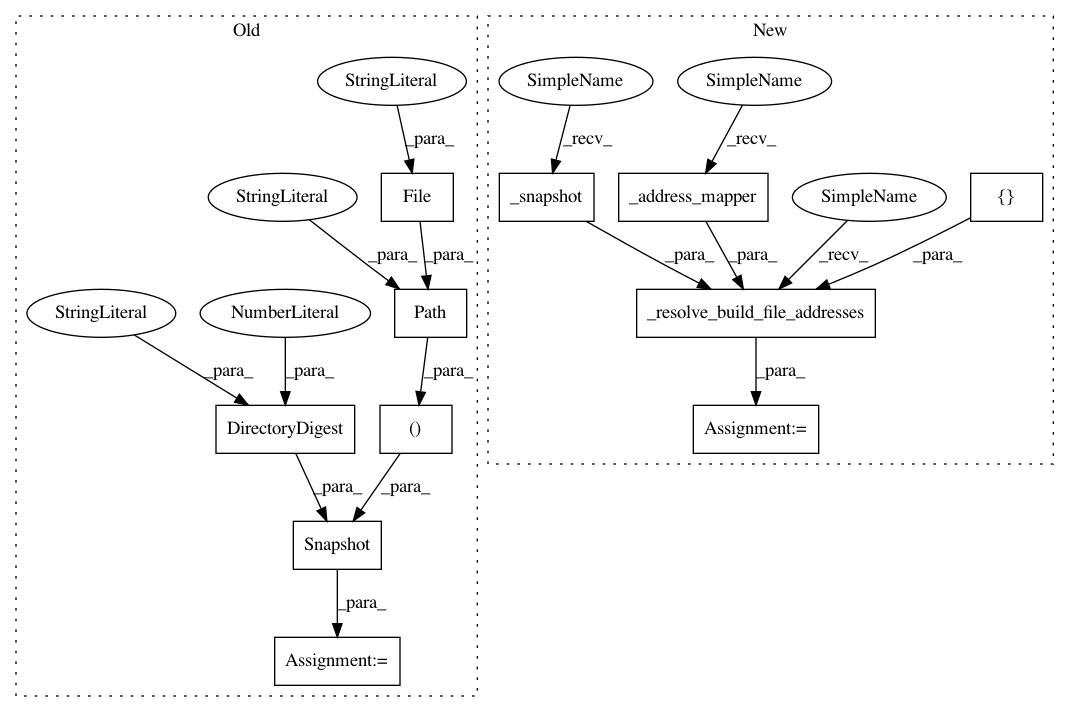 Old
New
StringLiteral
SimpleName
SimpleName
_para_
_recv_
_recv_
StringLiteral
File
_snapshot
_address_mapper
SimpleName
{}
_para_
_para_
_para_
_para_
_recv_
_para_
StringLiteral
NumberLiteral
Path
_resolve_build_file_addresses
_para_
_para_
_para_
_para_
DirectoryDigest
()
Assignment:=
_para_
_para_
Snapshot
_para_
Assignment:=